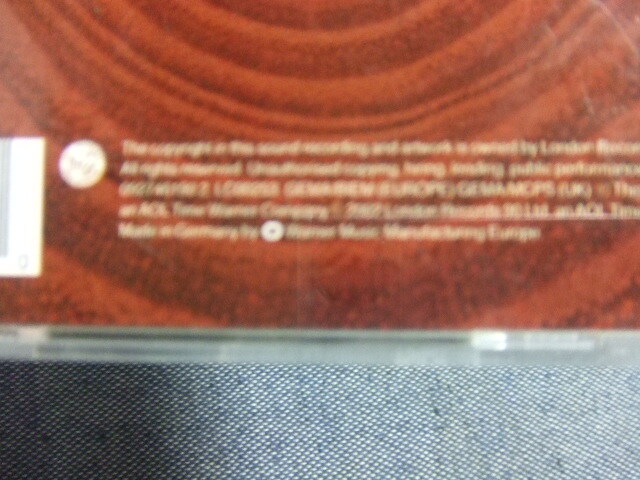 The copyright in this sound recording and artwork is owned by London
All rights reserved. Unauthorised copying, hiring, lending, public performance
GEMA/BIEM (EUROPE) GEMA/MCPS (UK)
an AOL Time Warner Company 2002 London Records 90 Ltd. an AOL Time
Made in Germany by Warner Music Manufacturing Europe
0